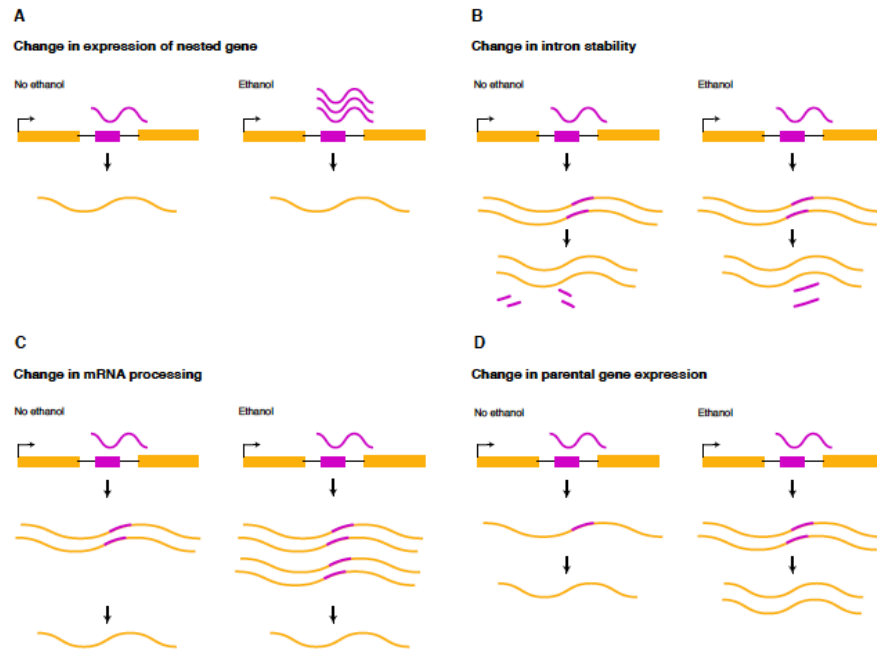 A
Change in expression of nested gene
No ethanol
Ethanol
B
Change in intron stability
No ethanol
Ethanol
C
Change in mRNA processing
No ethanol
Ethanol
D
Change in parental gene expression
No ethanol
Ethanol